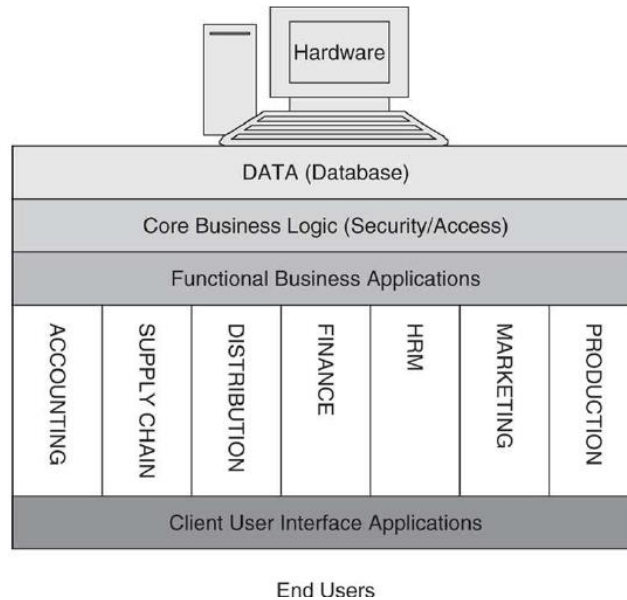 Hardware
DATA (Database)
Core Business Logic (Security/Access)
Functional Business Applications
ACCOUNTING
SUPPLY CHAIN
DISTRIBUTION
FINANCE
HRM
MARKETING
PRODUCTION
Client User Interface Applications
End Users